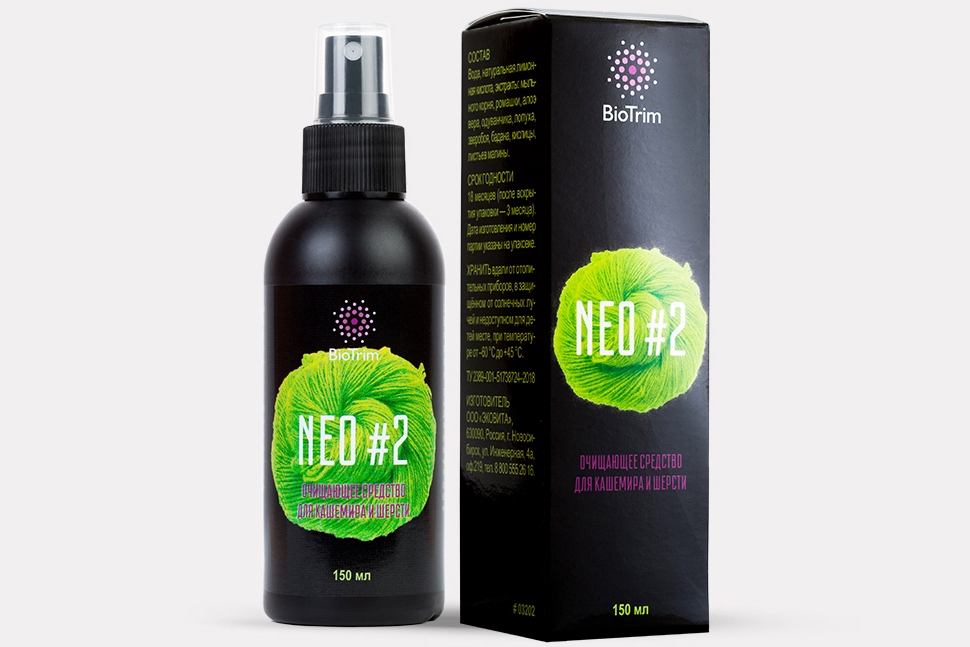 BioTrim
NEO #2
ОЧИЩАЮЩЕЕ СРЕДСТВО
ДЛЯ КАШЕМИРА И ШЕРСТИ
150 мл
СОСТАВ
Вода, натуральная лимон-
ная кислота, экстракты: мыль-
ного корня, ромашки, алоэ
вера, одуванчика, лопуха,
зверобоя, бадана, кислицы,
листьев малины.
СРОК ГОДНОСТИ
18 месяцев (после вскры-
тия упаковки — 3 месяца).
Дата изготовления и номер
партии указаны на упаковке.
ХРАНИТЬ вдали от отопи-
тельных приборов, в защи-
щённом от солнечных лу-
чей и недоступном для де-
тей месте, при температу-
ре от –60 °С до +45 °С.
ТУ 2389–001–51738724–2018
ИЗГОТОВИТЕЛЬ
ООО «ЭКОВИТА»,
630090, Россия, г. Новоси-
бирск, ул. Инженерная, 4а,
оф.219, тел. 8 800 555 26 16.
# 03202
BioTrim
NEO #2
ОЧИЩАЮЩЕЕ СРЕДСТВО
ДЛЯ КАШЕМИРА И ШЕРСТИ
150 мл